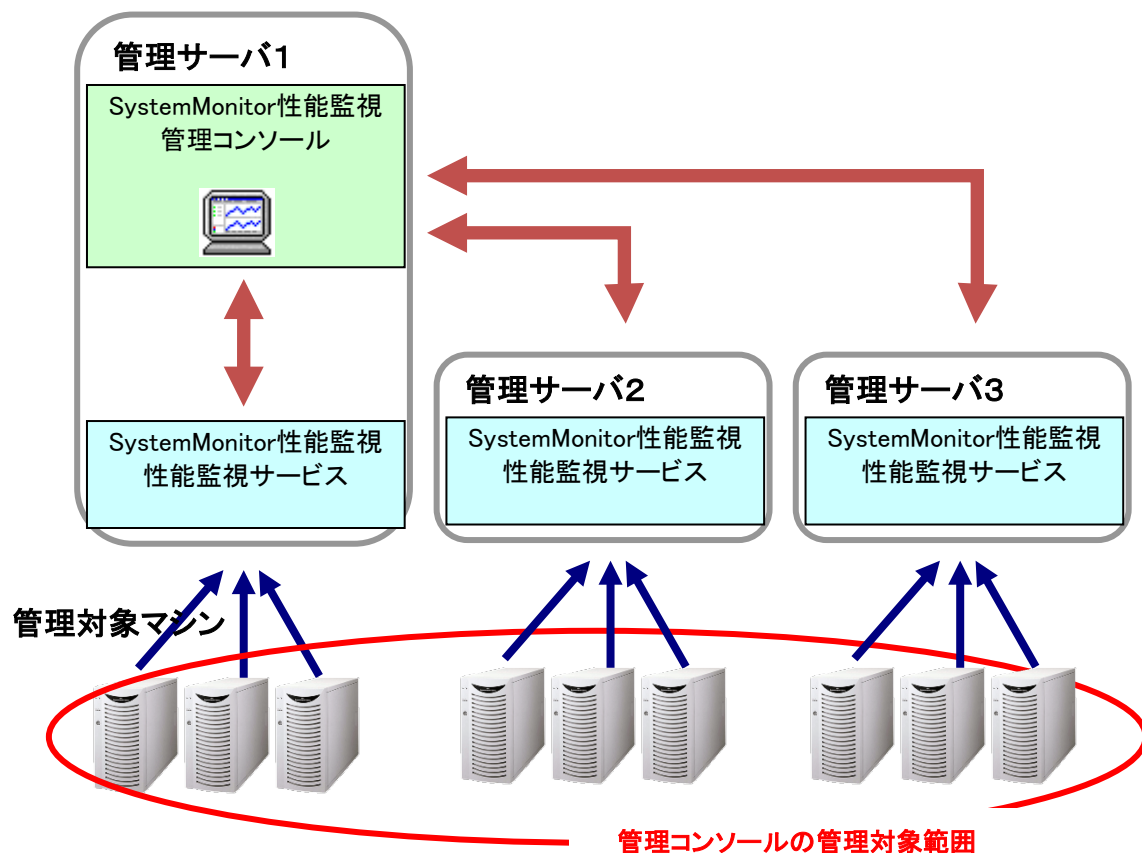 管理サーバ1
SystemMonitor性能監視
管理コンソール
SystemMonitor性能監視
性能監視サービス
管理サーバ2
SystemMonitor性能監視
性能監視サービス
管理サーバ3
SystemMonitor性能監視
性能監視サービス
管理対象マシン
管理コンソールの管理対象範囲